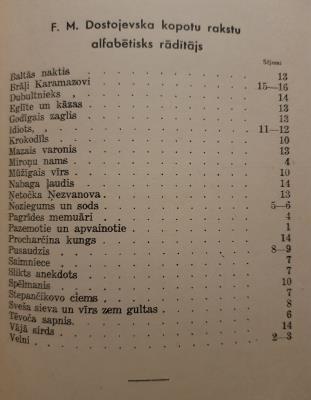 F. M. Dostojevska kopotu rakstu
alfabētisks rādītājs
Sējums
Baltās naktis . . . . . . . . . . 13
Brāļi Karamazovi . . . . . . . . . . 15—16
Dubultnieks . . . . . . . . . . 14
Eglīte un kāzas . . . . . . . . . . 13
Godīgais zaglis . . . . . . . . . . 13
Idiots, . . . . . . . . . . 11—12
Krokodīls . . . . . . . . . . 10
Mazais varonis . . . . . . . . . . 13
Miroņu nams . . . . . . . . . . 4
Mūžīgais vīrs . . . . . . . . . . 10
Nabaga ļaudis . . . . . . . . . . 14
Ņetočka Ņezvanova . . . . . . . . . . 13
Noziegums un sods . . . . . . . . . . 5—6
Pagrīdes memuāri . . . . . . . . . . 4
Pazemotie un apvainotie . . . . . . . . . . 1
Procharčina kungs . . . . . . . . . . 14
Pusaudzis . . . . . . . . . . 8—9
Saimniece . . . . . . . . . . 7
Slikts anekdots . . . . . . . . . . 7
Spēlmanis . . . . . . . . . . 10
Stepančikovo ciems . . . . . . . . . . 7
Sveša sieva un vīrs zem gultas . . . . . . . . . . 8
Tēvoča sapnis . . . . . . . . . . 6
Vājā sirds . . . . . . . . . . 14
Velni . . . . . . . . . . 2—3